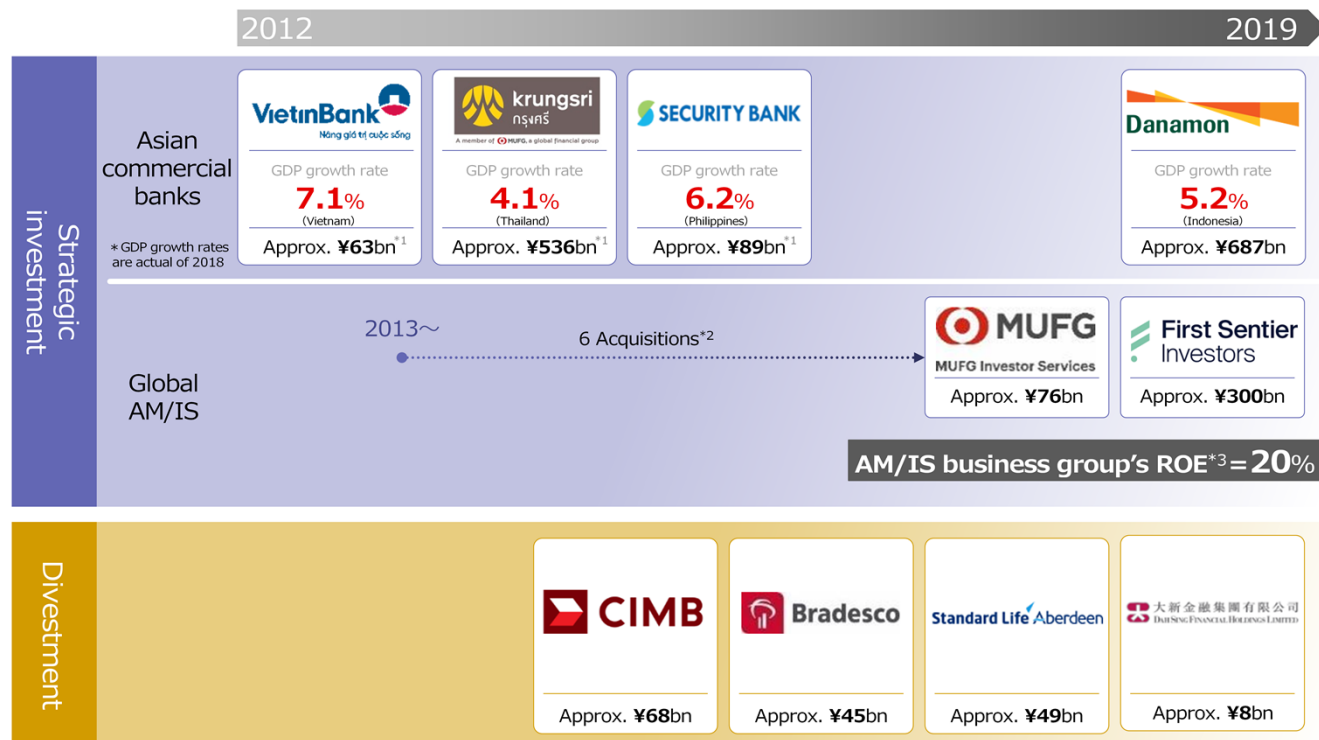 2012
2019
Strategic
investment
Asian
commercial
banks
* GDP growth rates
are actual of 2018
VietinBank
Nâng giá trị cuộc sống
GDP growth rate
7.1%
(Vietnam)
Approx. ¥63bn*1
krungsri
กรุงศรี
A member of MUFG, a global financial group
GDP growth rate
4.1%
(Thailand)
Approx. ¥536bn*1
SECURITY BANK
GDP growth rate
6.2%
(Philippines)
Approx. ¥89bn*1
Danamon
GDP growth rate
5.2%
(Indonesia)
Approx. ¥687bn
Global
AM/IS
2013～
6 Acquisitions*2
MUFG
MUFG Investor Services
Approx. ¥76bn
First Sentier
Investors
Approx. ¥300bn
AM/IS business group's ROE*3=20%
Divestment
CIMB
Approx. ¥68bn
Bradesco
Approx. ¥45bn
Standard Life Aberdeen
Approx. ¥49bn
大新金融集團有限公司
DAH SING FINANCIAL HOLDINGS LIMITED
Approx. ¥8bn